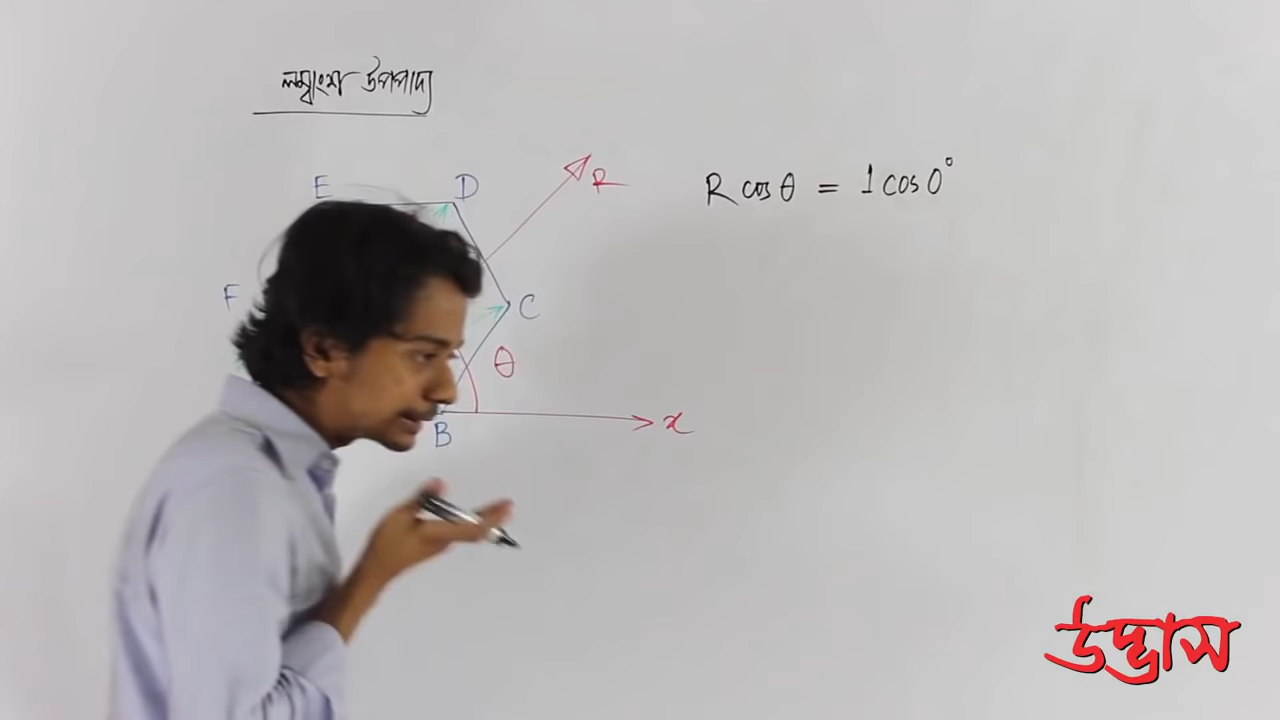 লম্বাংশ উপপাদ্য
E D R
R cos θ = 1 cos 0°
F C
θ
B x
উদ্ভাস